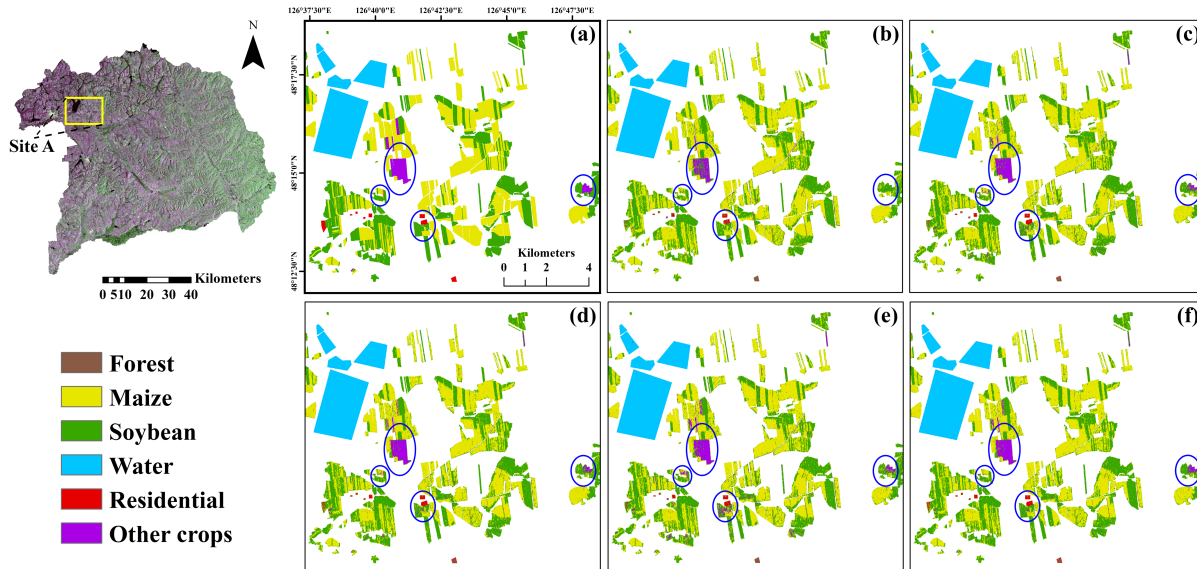 126°37'30"E 126°40'0"E 126°42'30"E 126°45'0"E 126°47'30"E
N
(a)
(b)
(c)
48°17'30"N
48°15'0"N
48°12'30"N
Site A
Kilometers
0 5 10 20 30 40
Kilometers
0 1 2 4
(d)
(e)
(f)
Forest
Maize
Soybean
Water
Residential
Other crops